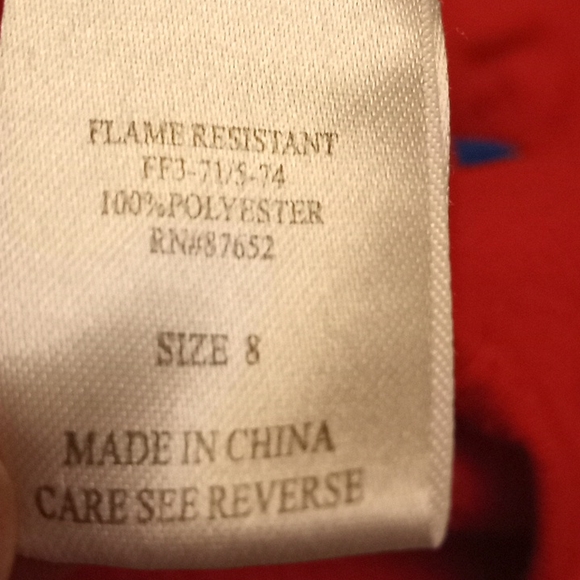 FLAME RESISTANT
FF3-71/5-74
100%POLYESTER
RN#87652
SIZE 8
MADE IN CHINA
CARE SEE REVERSE